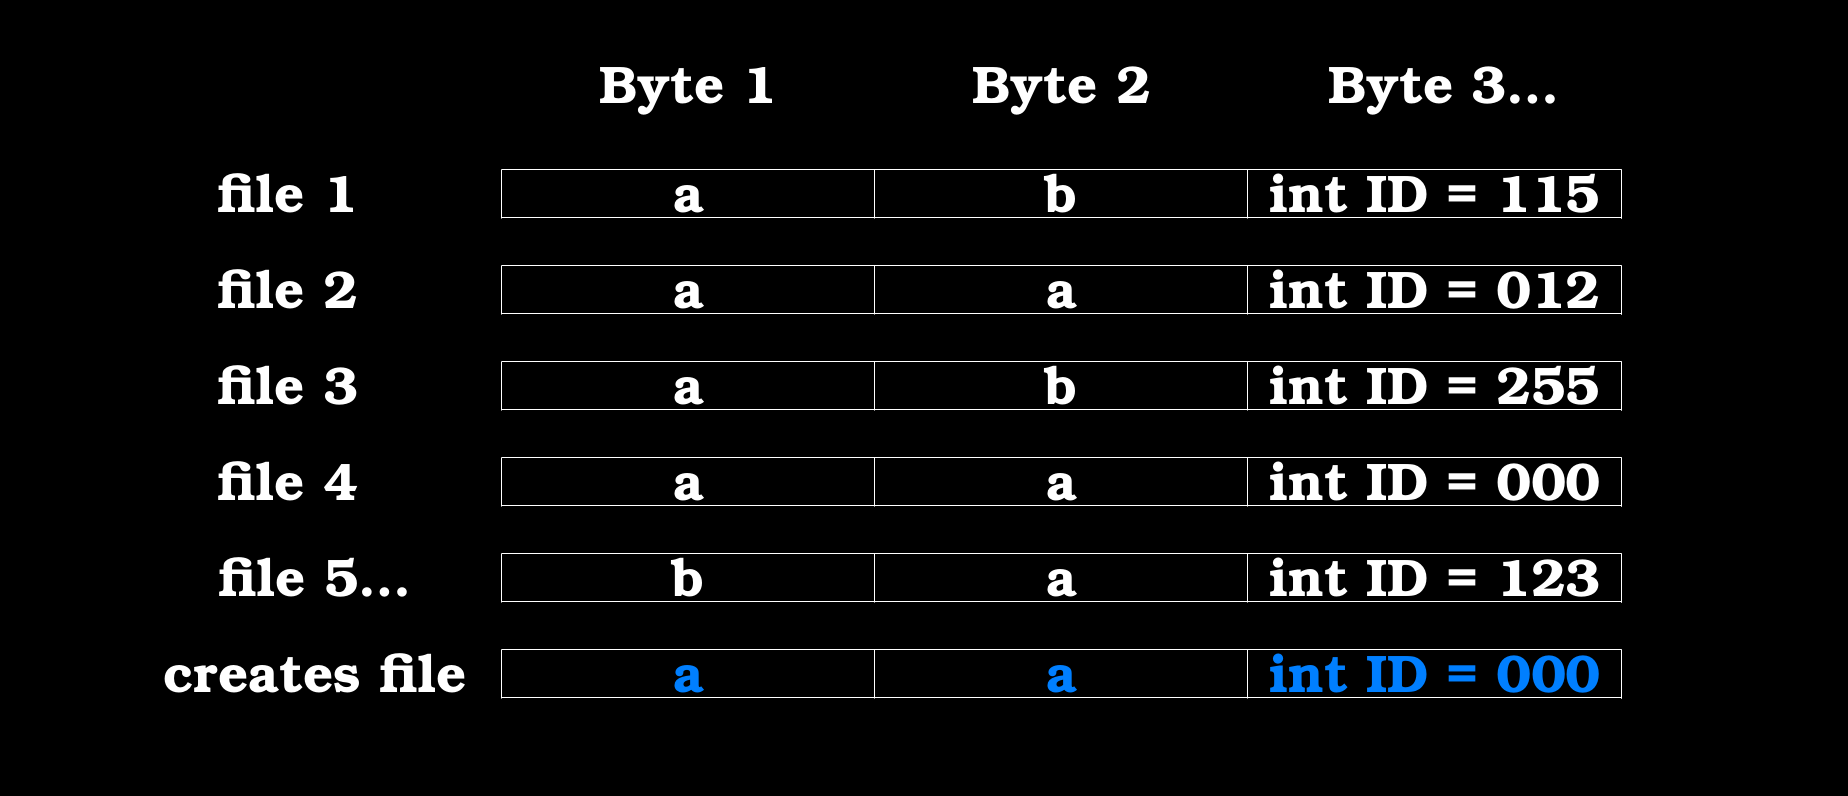 Byte 1 Byte 2 Byte 3...
file 1 a b int ID = 115
file 2 a a int ID = 012
file 3 a b int ID = 255
file 4 a a int ID = 000
file 5... b a int ID = 123
creates file a a int ID = 000